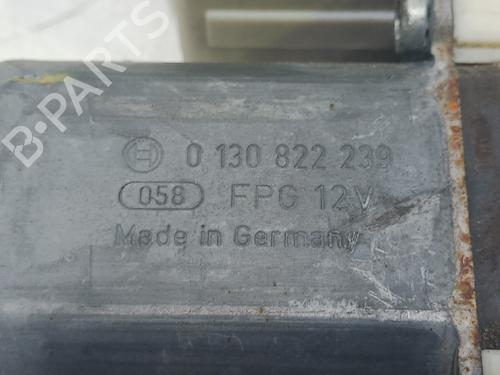 0 130 822 239
058 FPG 12V
Made in Germany
B-PARTS